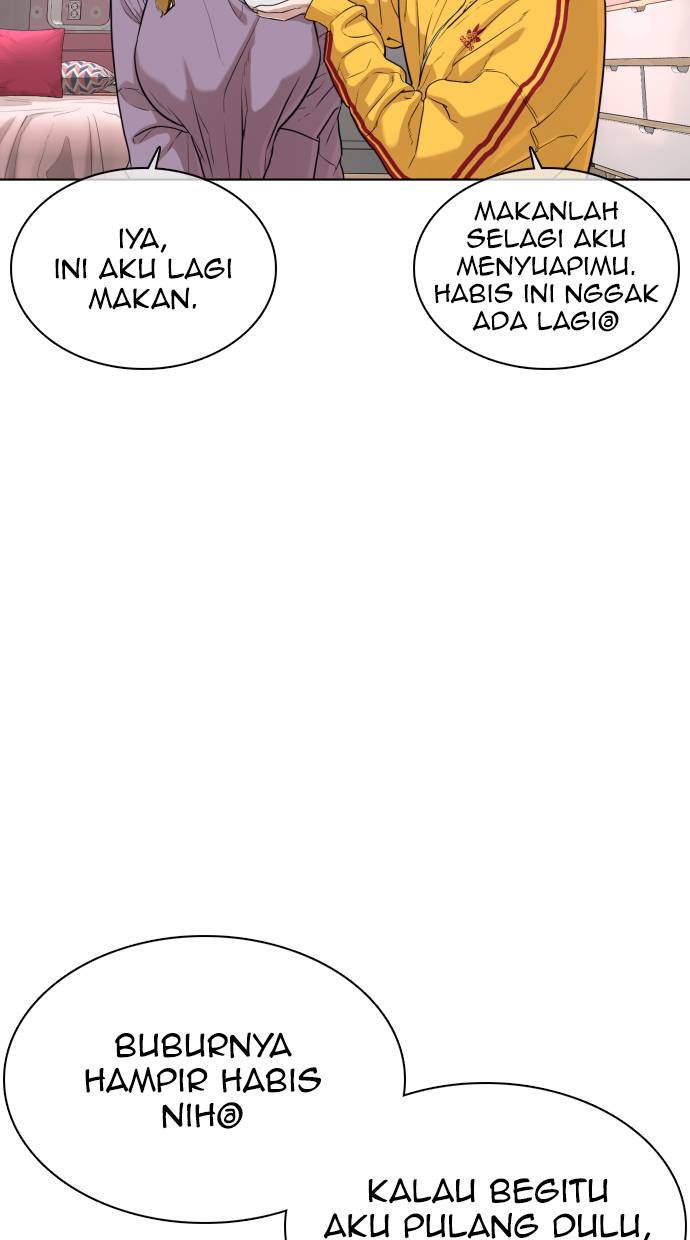 IYA,
INI AKU LAGI
MAKAN.
MAKANLAH
SELAGI AKU
MENYUAPIMU.
HABIS INI NGGAK
ADA LAGI@
BUBURNYA
HAMPIR HABIS
NIH@
KALAU BEGITU
AKU PULANG DULU,